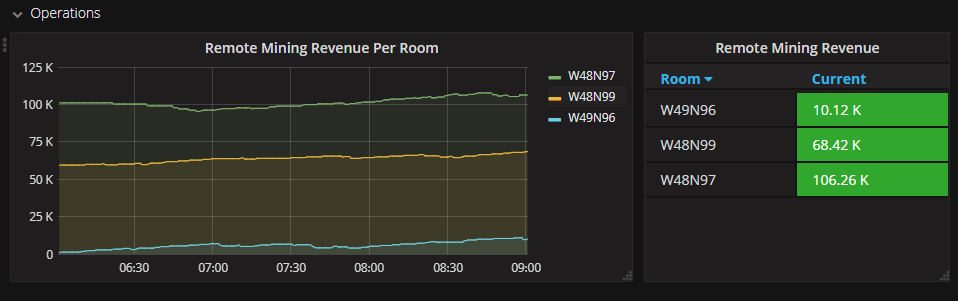 Operations
Remote Mining Revenue Per Room
125 K
100 K
75 K
50 K
25 K
0
06:30 07:00 07:30 08:00 08:30 09:00
W48N97
W48N99
W49N96
Remote Mining Revenue
Room Current
W49N96 10.12 K
W48N99 68.42 K
W48N97 106.26 K